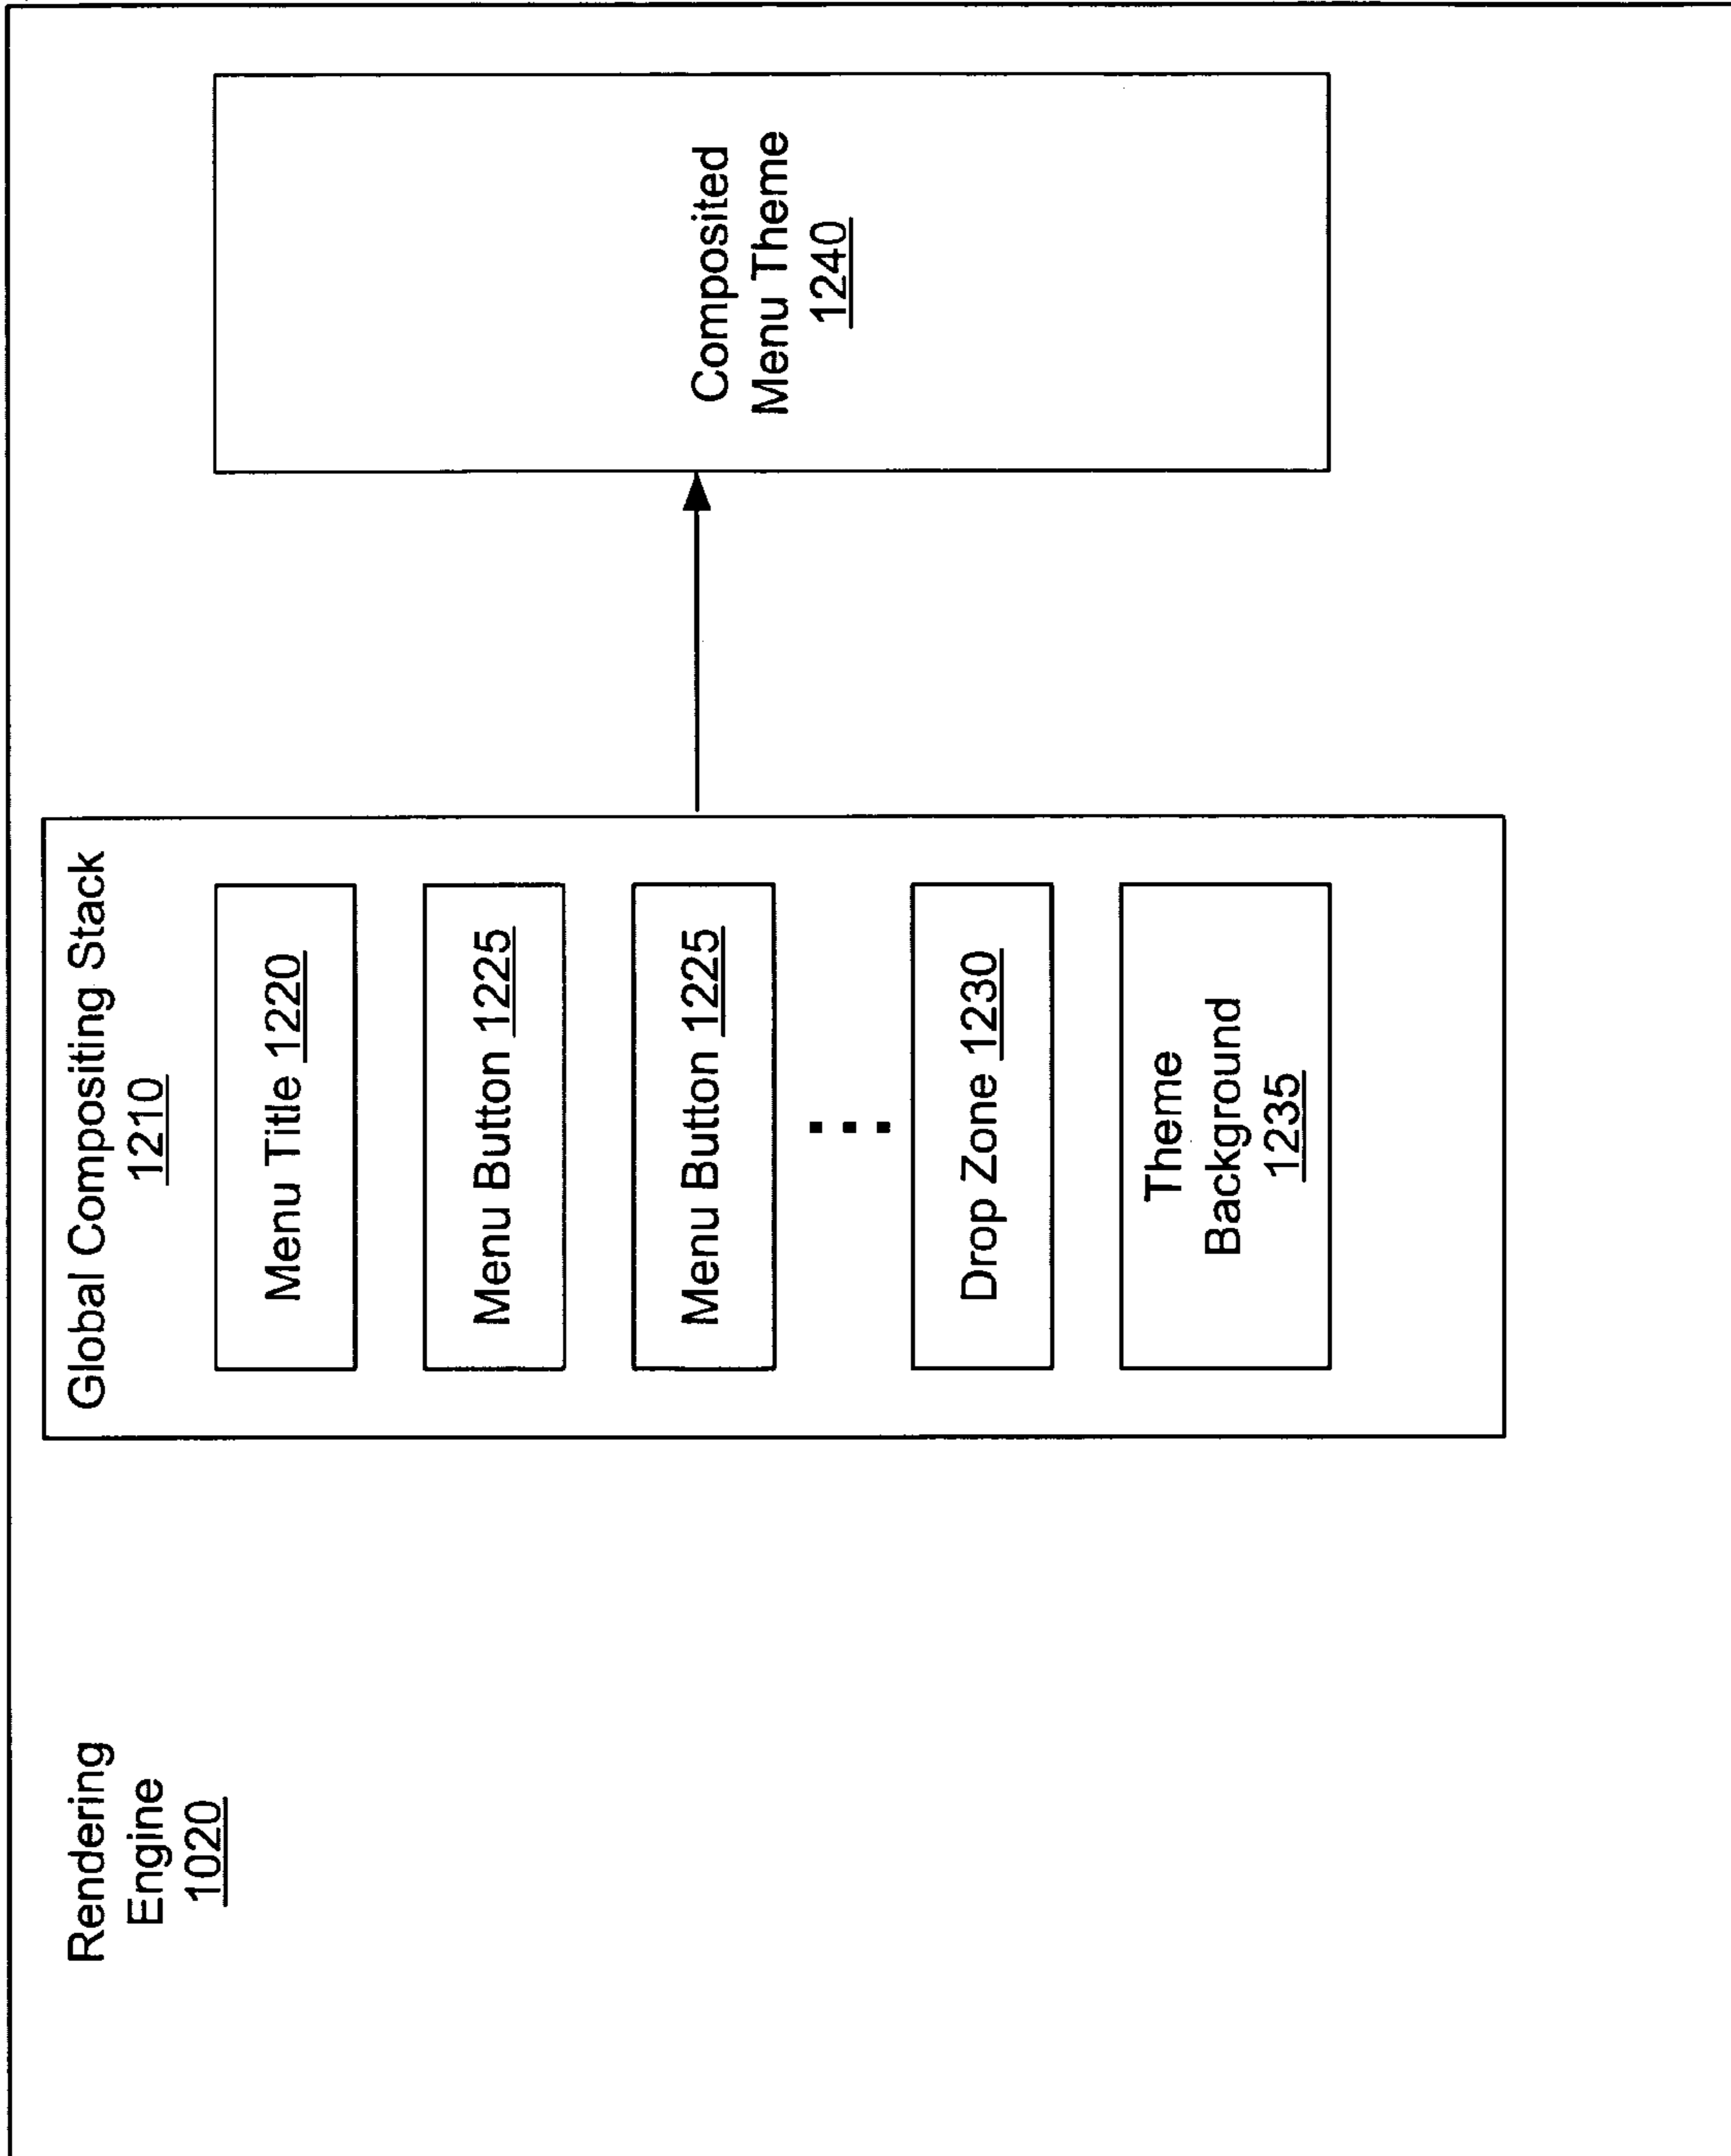 Rendering
Engine
1020
Global Compositing Stack
1210
Menu Title 1220
Menu Button 1225
Menu Button 1225
Drop Zone 1230
Theme
Background
1235
Composited
Menu Theme
1240